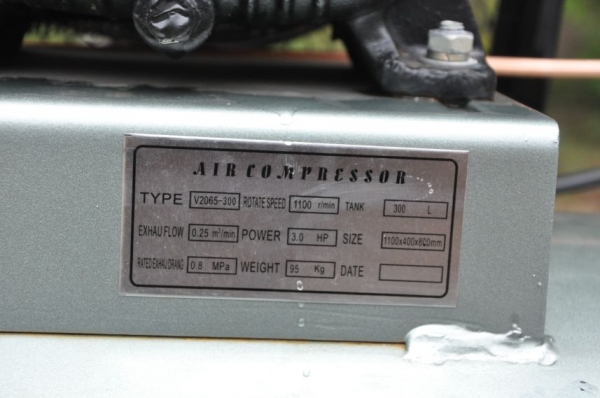 AIR COMPRESSOR
TYPE V2065-300 ROTATE SPEED 1100 r/min TANK 300 L
EXHAU FLOW 0.25 m³/min POWER 3.0 HP SIZE 1100x400x800mm
RATED EXHAU DRANG 0.8 MPa WEIGHT 95 Kg DATE